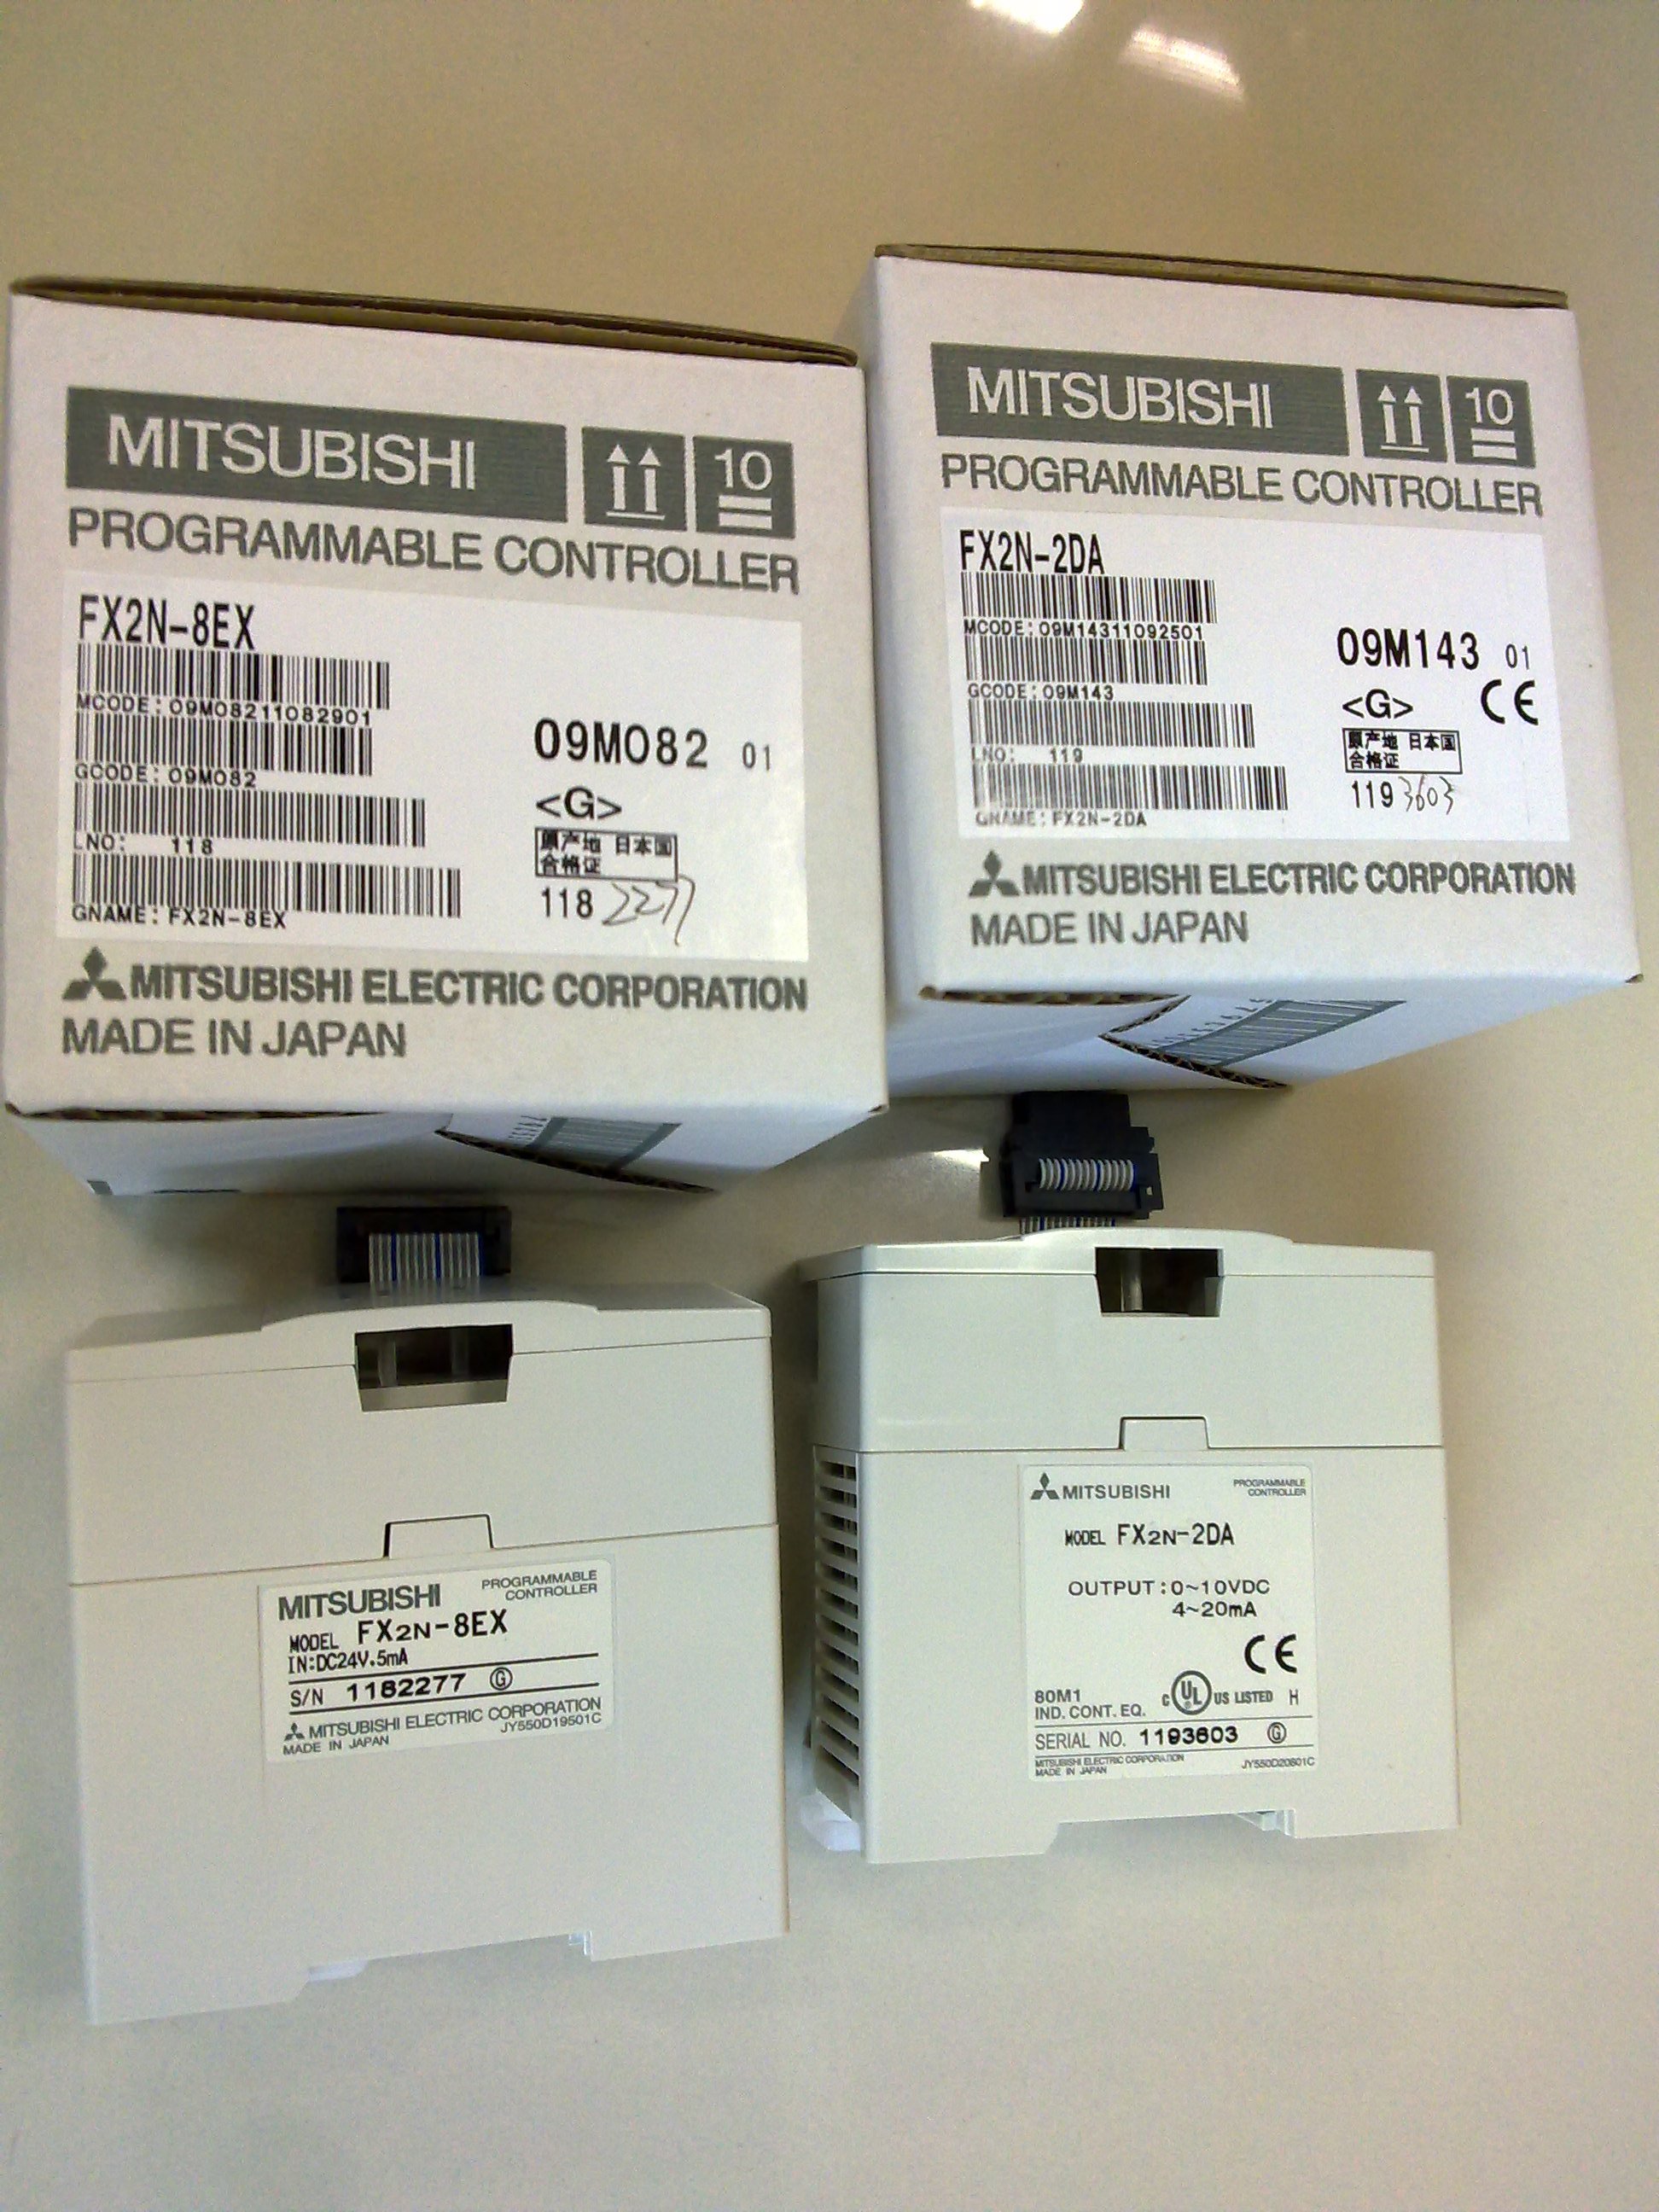 MITSUBISHI 10
PROGRAMMABLE CONTROLLER
FX2N-8EX
MCODE: 09M08211082901
GCODE: 09M082
LNO: 118
GNAME: FX2N-8EX
09M082 01
<G>
原产地 日本国
合格证
118 2277
MITSUBISHI ELECTRIC CORPORATION
MADE IN JAPAN
MITSUBISHI 10
PROGRAMMABLE CONTROLLER
FX2N-2DA
MCODE: 09M14311092501
GCODE: 09M143
LNO: 119
GNAME: FX2N-2DA
09M143 01
<G> CE
原产地 日本国
合格证
119 3603
MITSUBISHI ELECTRIC CORPORATION
MADE IN JAPAN
MITSUBISHI PROGRAMMABLE
CONTROLLER
MODEL FX2N-8EX
IN:DC24V.5mA
S/N 1182277 G
MITSUBISHI ELECTRIC CORPORATION
MADE IN JAPAN JY550D19501C
MITSUBISHI PROGRAMMABLE
CONTROLLER
MODEL FX2N-2DA
OUTPUT:0~10VDC
4~20mA
CE
80M1
IND. CONT. EQ. C UL US LISTED H
SERIAL NO. 1193603 G
MITSUBISHI ELECTRIC CORPORATION
MADE IN JAPAN JY550D20801C